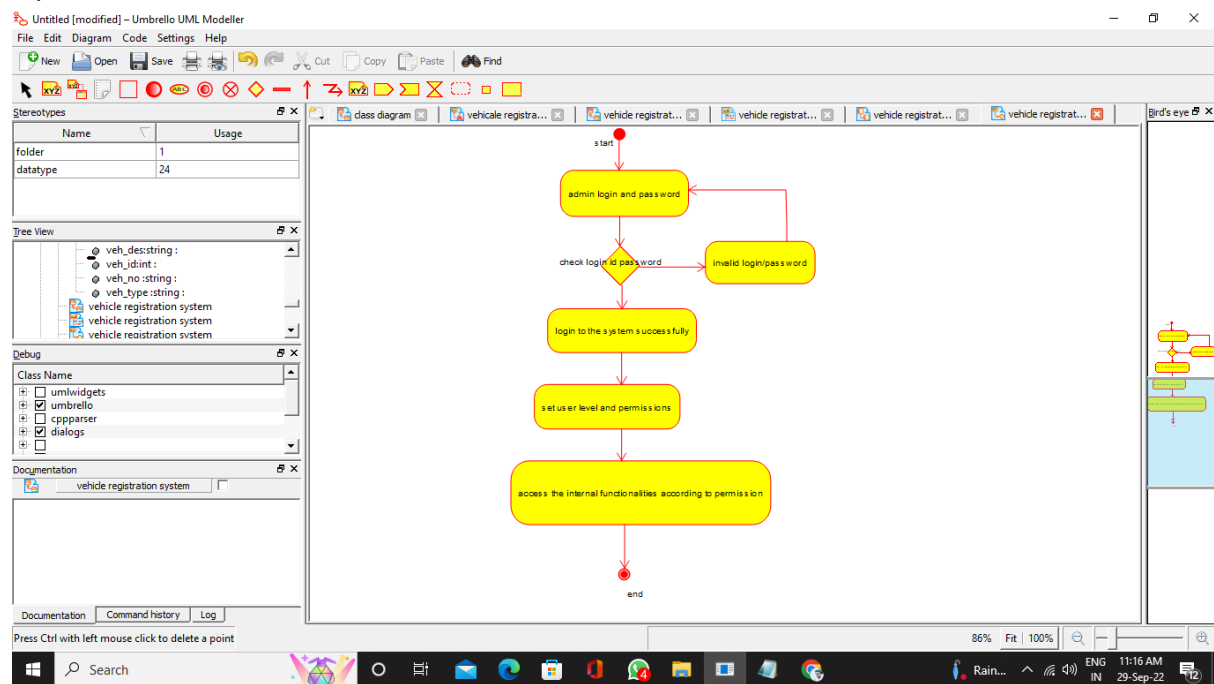 Untitled [modified] – Umbrello UML Modeller
File Edit Diagram Code Settings Help
New Open Save Cut Copy Paste Find
XYZ ABC XYZ
Stereotypes
Name Usage
folder 1
datatype 24
Tree View
veh_des:string :
veh_id:int :
veh_no :string :
veh_type :string :
vehicle registration system
vehicle registration system
vehicle registration system
Debug
Class Name
umlwidgets
umbrello
cppparser
dialogs
Documentation
vehicle registration system
Documentation Command history Log
Press Ctrl with left mouse click to delete a point
class diagram vehicale registra... vehicle registrat... vehicle registrat... vehicle registrat... vehicle registrat...
start
admin login and password
check login id password
invalid login/password
login to the system successfully
set user level and permissions
access the internal functionalities according to permission
end
Bird's eye
86% Fit 100%
Search
4
Rain...
ENG
IN
11:16 AM
29-Sep-22
12